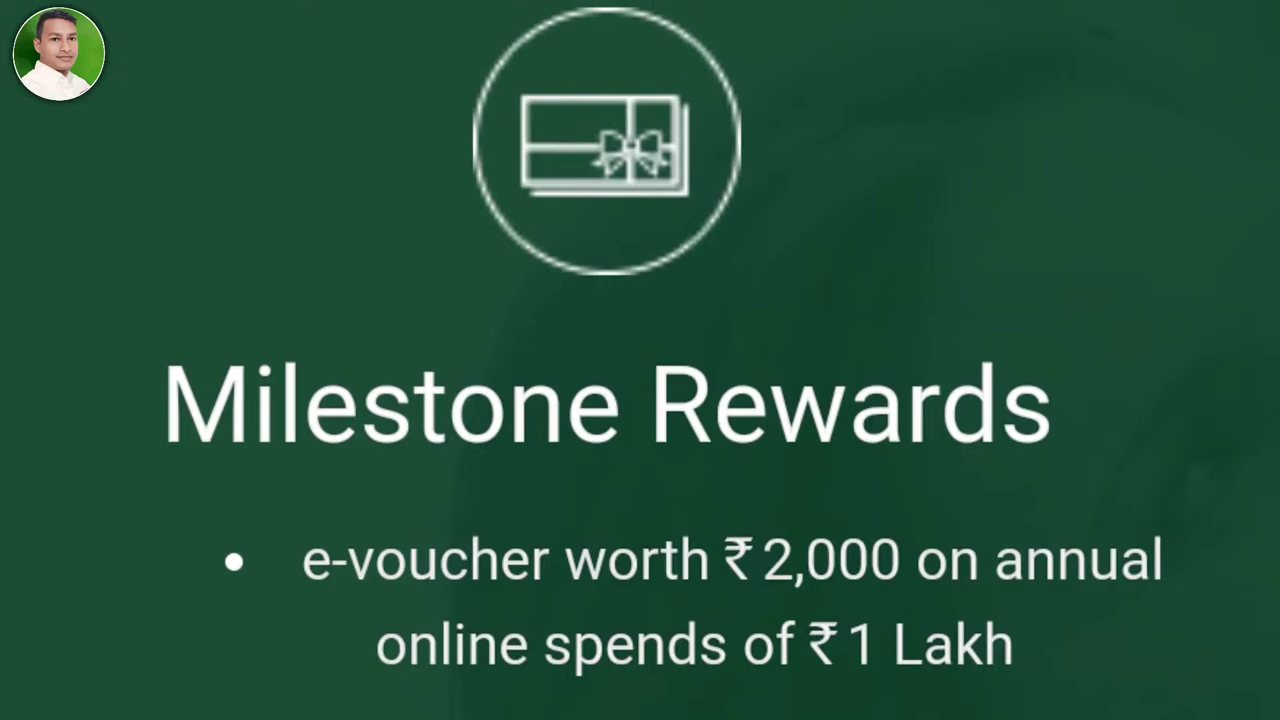 Milestone Rewards
• e-voucher worth ₹2,000 on annual
online spends of ₹1 Lakh